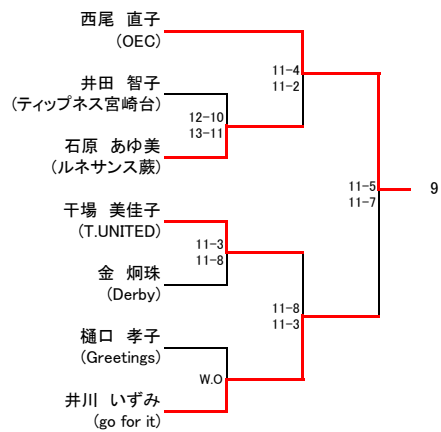 西尾 直子
(OEC)
11-4
11-2
井田 智子
(ティップネス宮崎台)
12-10
13-11
石原 あゆ美
(ルネサンス蕨)
11-5
11-7
9
干場 美佳子
(T.UNITED)
11-3
11-8
金 炯珠
(Derby)
11-8
11-3
樋口 孝子
(Greetings)
W.O
井川 いずみ
(go for it)